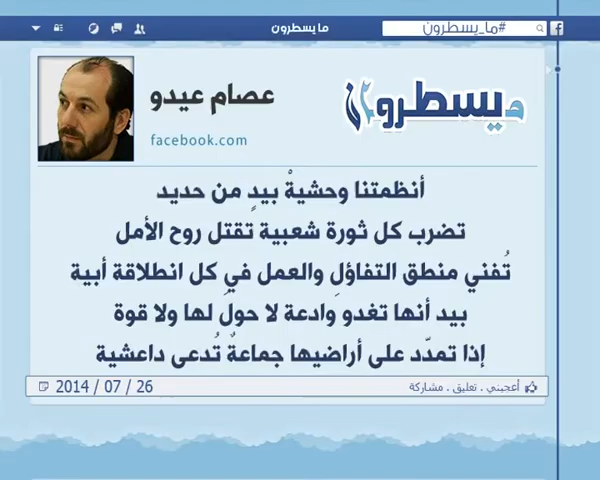 ما يسطرون
#ما_يسطرون
عصام عيدو
ما يسطرون
facebook.com
أنظمتنا وحشيةْ بيدٍ من حديد
تضرب كل ثورة شعبية تقتل روح الأمل
تُفني منطق التفاؤل والعمل في كل انطلاقة أبية
بيد أنها تغدو وادعة لا حولَ لها ولا قوة
إذا تمدّد على أراضيها جماعةٌ تُدعى داعشية
أعجبني . تعليق . مشاركة
2014 / 07 / 26